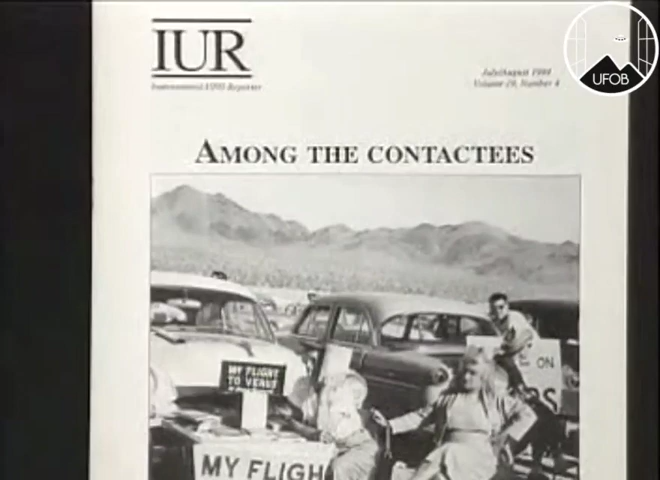 IUR
International UFO Reporter
July/August 1994
Volume 19, Number 4
UFOB
AMONG THE CONTACTEES
MY FLIGHT
TO VENUS
ON
MY FLIGH